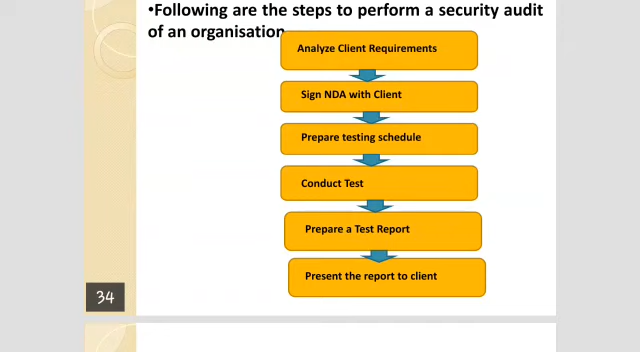 •Following are the steps to perform a security audit
of an organisation
Analyze Client Requirements
Sign NDA with Client
Prepare testing schedule
Conduct Test
Prepare a Test Report
Present the report to client
34